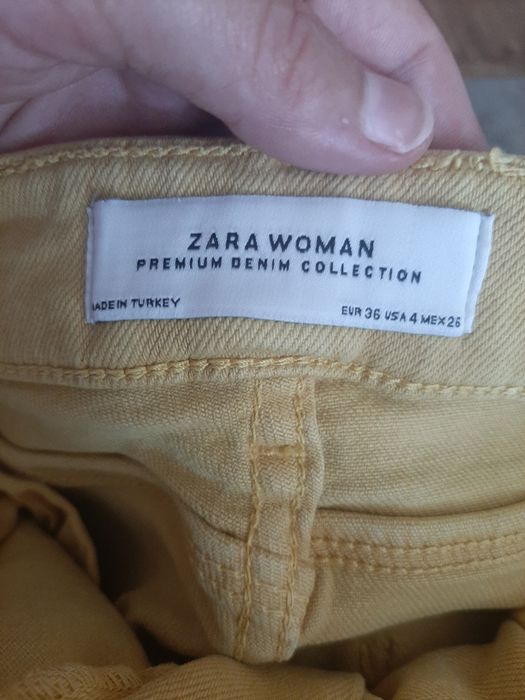 ZARA WOMAN
PREMIUM DENIM COLLECTION
MADE IN TURKEY
EUR 36 USA 4 MEX 26